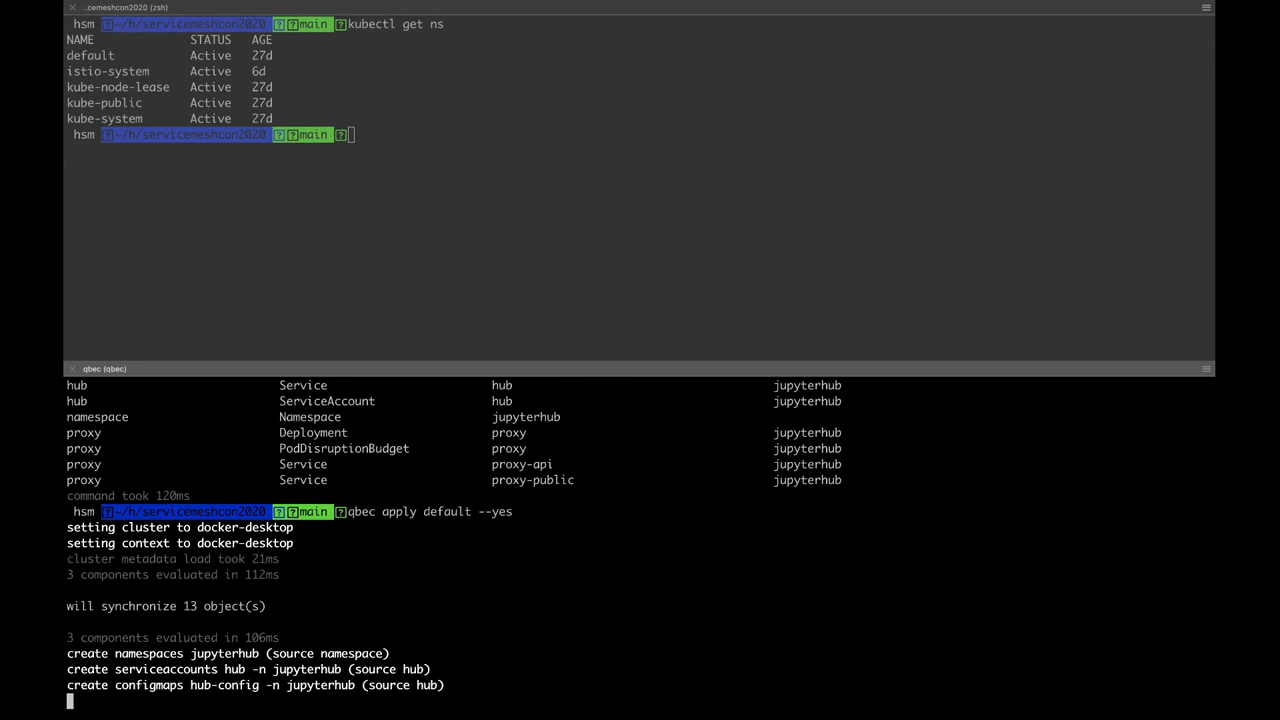 ..cemeshcon2020 (zsh)
hsm ~/h/servicemeshcon2020 main kubectl get ns
NAME STATUS AGE
default Active 27d
istio-system Active 6d
kube-node-lease Active 27d
kube-public Active 27d
kube-system Active 27d
hsm ~/h/servicemeshcon2020 main
qbec (qbec)
hub Service hub jupyterhub
hub ServiceAccount hub jupyterhub
namespace Namespace jupyterhub
proxy Deployment proxy jupyterhub
proxy PodDisruptionBudget proxy jupyterhub
proxy Service proxy-api jupyterhub
proxy Service proxy-public jupyterhub
command took 120ms
hsm ~/h/servicemeshcon2020 main qbec apply default --yes
setting cluster to docker-desktop
setting context to docker-desktop
cluster metadata load took 21ms
3 components evaluated in 112ms
will synchronize 13 object(s)
3 components evaluated in 106ms
create namespaces jupyterhub (source namespace)
create serviceaccounts hub -n jupyterhub (source hub)
create configmaps hub-config -n jupyterhub (source hub)